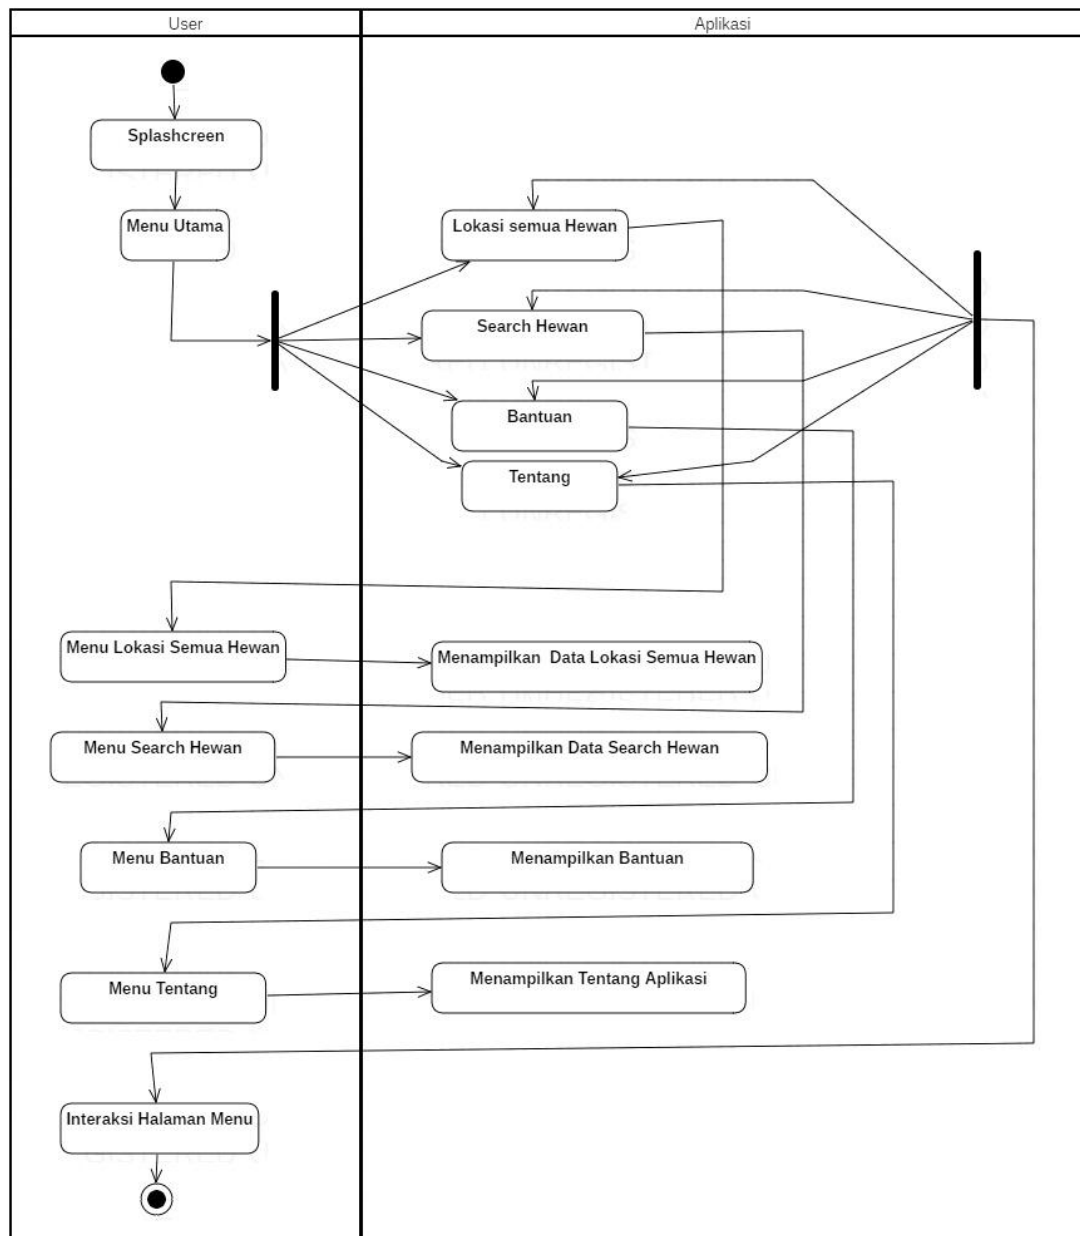 User
Aplikasi
Splashcreen
Menu Utama
Lokasi semua Hewan
Search Hewan
Bantuan
Tentang
Menu Lokasi Semua Hewan
Menampilkan  Data Lokasi Semua Hewan
Menu Search Hewan
Menampilkan Data Search Hewan
Menu Bantuan
Menampilkan Bantuan
Menu Tentang
Menampilkan Tentang Aplikasi
Interaksi Halaman Menu